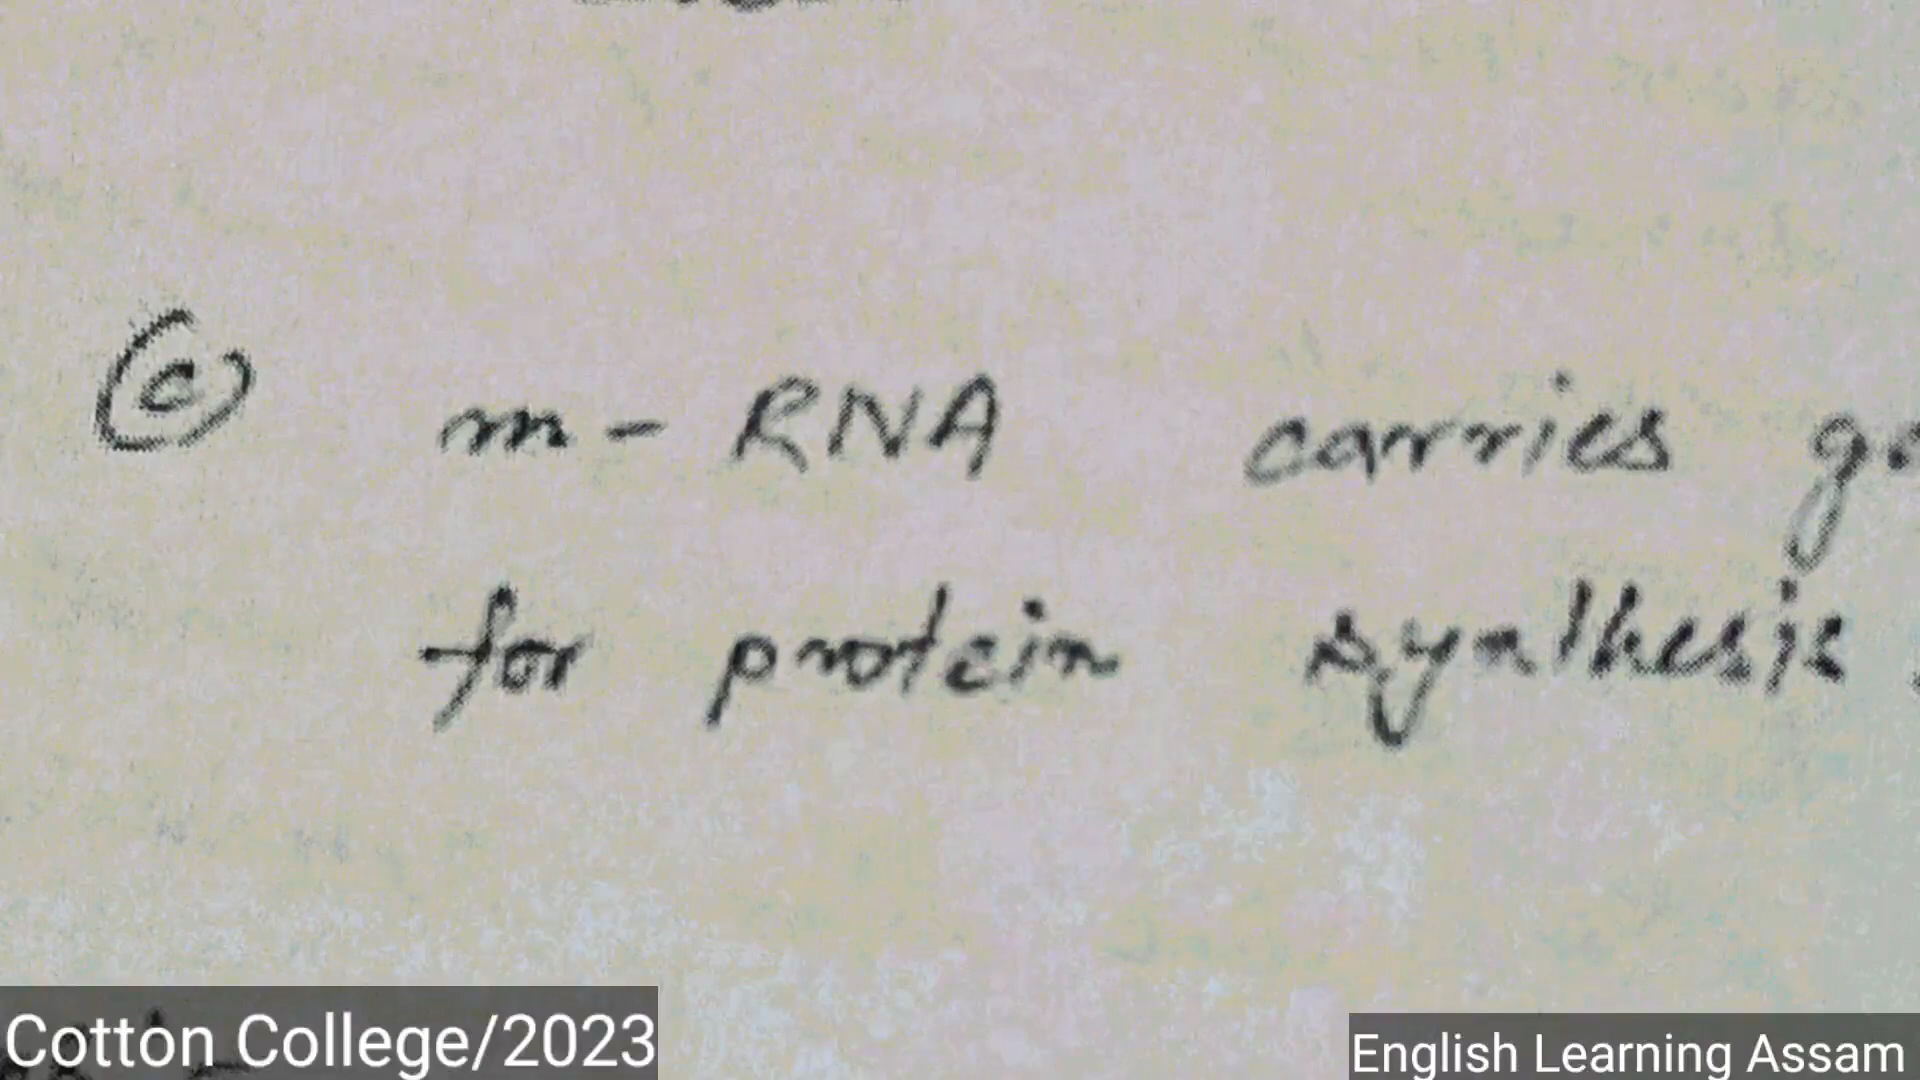 (c) m-RNA carries
for protein synthesis.
Cotton College/2023
English Learning Assam